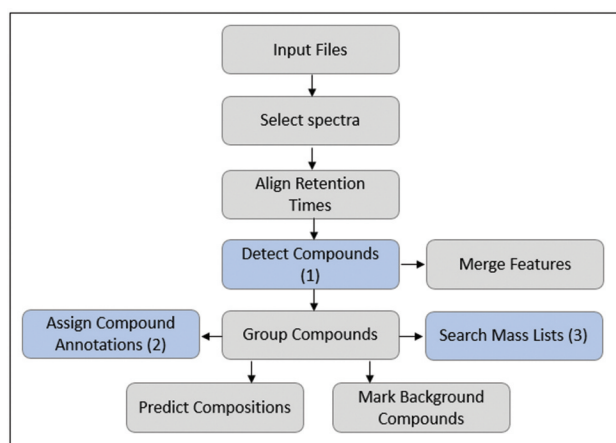 Input Files
Select spectra
Align Retention
Times
Detect Compounds
(1)
Merge Features
Assign Compound
Annotations (2)
Group Compounds
Search Mass Lists (3)
Predict Compositions
Mark Background
Compounds